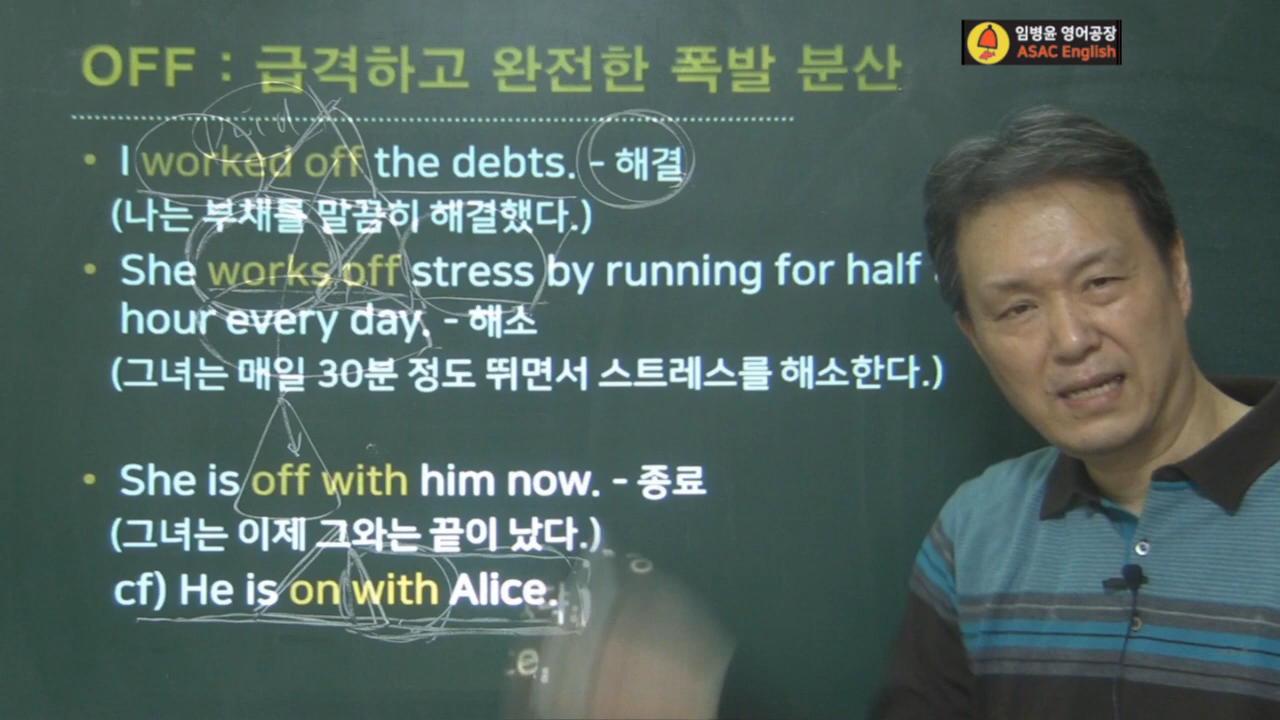 임병윤 영어공장
ASAC English
OFF : 급격하고 완전한 폭발 분산
• I worked off the debts. - 해결
(나는 부채를 말끔히 해결했다.)
• She works off stress by running for half
hour every day. - 해소
(그녀는 매일 30분 정도 뛰면서 스트레스를 해소한다.)
• She is off with him now. - 종료
(그녀는 이제 그와는 끝이 났다.)
cf) He is on with Alice.